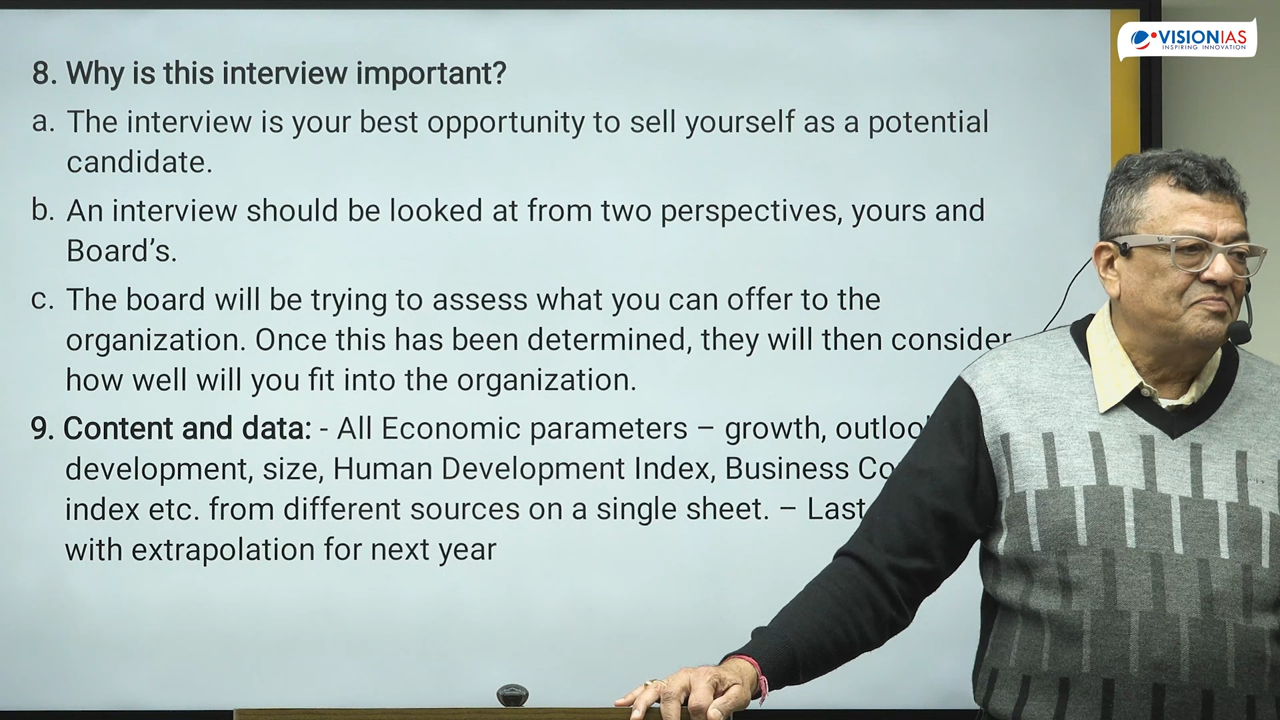 VISIONIAS
INSPIRING INNOVATION
8. Why is this interview important?
a. The interview is your best opportunity to sell yourself as a potential
candidate.
b. An interview should be looked at from two perspectives, yours and
Board’s.
c. The board will be trying to assess what you can offer to the
organization. Once this has been determined, they will then consider
how well will you fit into the organization.
9. Content and data: - All Economic parameters – growth,
development, size, Human Development Index, Business
index etc. from different sources on a single sheet. – Last
with extrapolation for next year